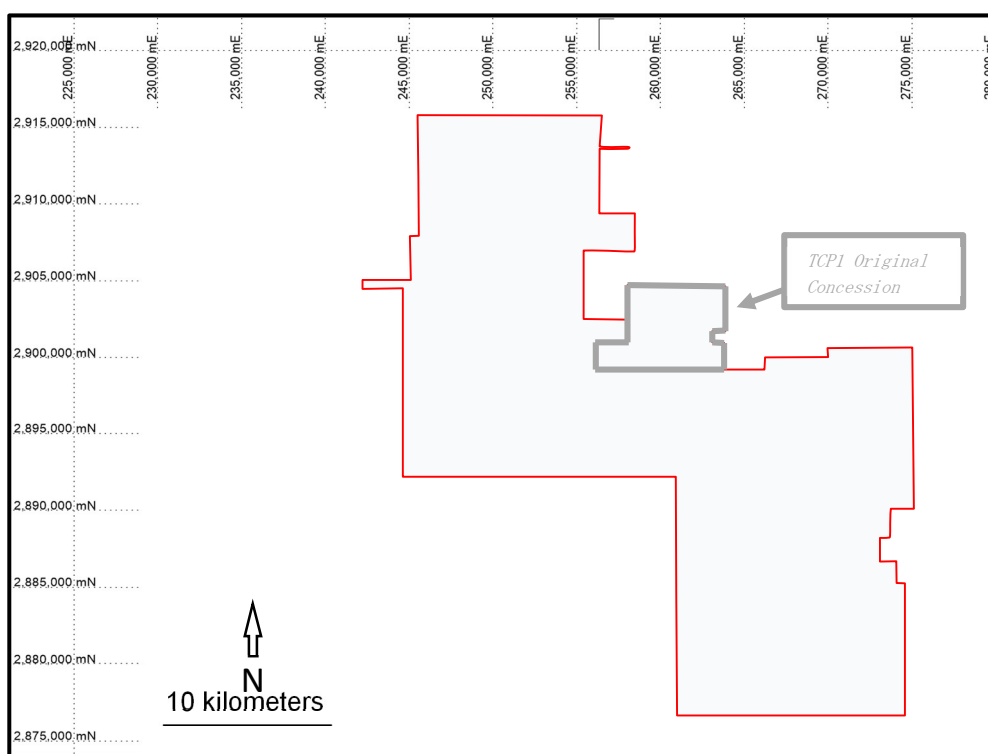 2,920,000 mN
225,000 mE
230,000 mE
235,000 mE
240,000 mE
245,000 mE
250,000 mE
255,000 mE
260,000 mE
265,000 mE
270,000 mE
275,000 mE
2,915,000 mN
2,910,000 mN
2,905,000 mN
TCP1 Original
Concession
2,900,000 mN
2,895,000 mN
2,890,000 mN
2,885,000 mN
2,880,000 mN
N
10 kilometers
2,875,000 mN